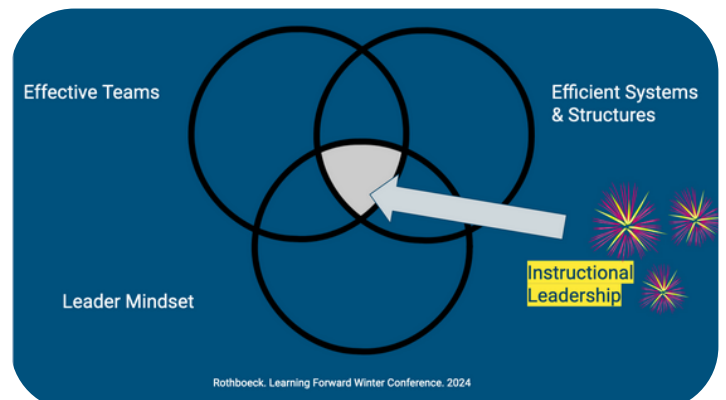 Effective Teams
Efficient Systems
& Structures
Instructional
Leadership
Leader Mindset
Rothboeck. Learning Forward Winter Conference. 2024